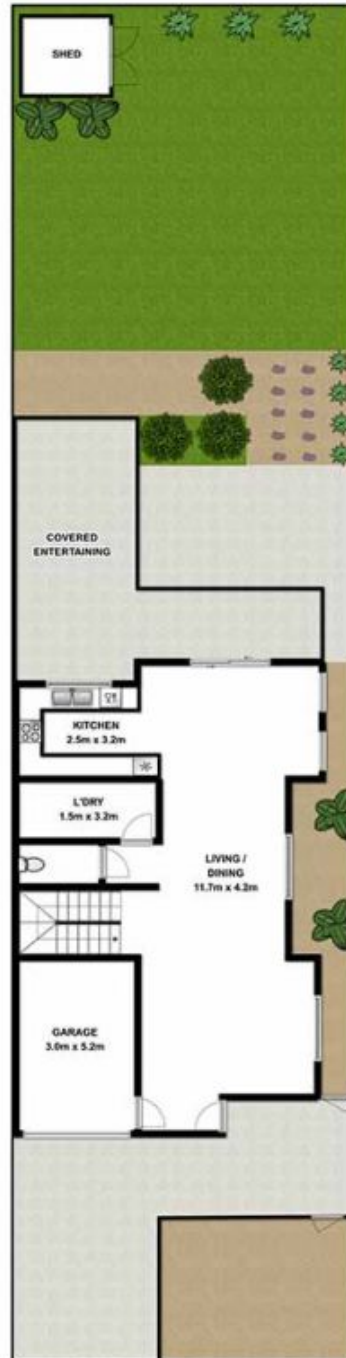 SHED
COVERED
ENTERTAINING
KITCHEN
2.5m x 3.2m
L'DRY
1.5m x 3.2m
LIVING /
DINING
11.7m x 4.2m
GARAGE
3.0m x 5.2m